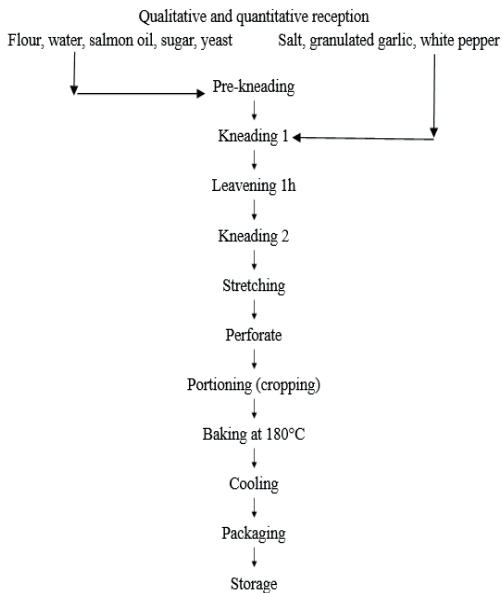 Qualitative and quantitative reception
Flour, water, salmon oil, sugar, yeast
Salt, granulated garlic, white pepper
Pre-kneading
Kneading 1
Leavening 1h
Kneading 2
Stretching
Perforate
Portioning (cropping)
Baking at 180°C
Cooling
Packaging
Storage